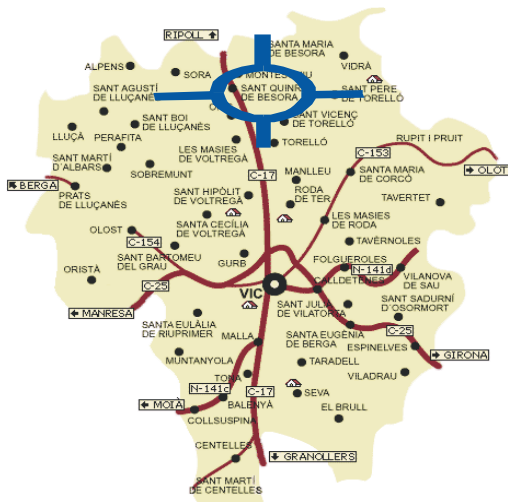 RIPOLL
SANTA MARIA
DE BESORA
ALPENS
SORA
VIDRÀ
SANT AGUSTÍ
DE LLUÇANÈS
SANT QUIR
DE BESORA
SANT PERE
DE TORELLÓ
SANT BOI
DE LLUÇANÈS
SANT VICENÇ
DE TORELLÓ
LLUÇÀ
PERAFITA
RUPIT I PRUIT
LES MASIES
DE VOLTREGÀ
TORELLÓ
C-153
SANT MARTÍ
D'ALBARS
SOBREMUNT
MANLLEU
SANTA MARIA
DE CORCÓ
OLOT
C-17
BERGA
PRATS
DE LLUÇANÈS
SANT HIPÒLIT
DE VOLTREGÀ
RODA
DE TER
TAVERTET
OLOST
SANTA CECÍLIA
DE VOLTREGÀ
LES MASIES
DE RODA
C-154
TAVÈRNOLES
SANT BARTOMEU
DEL GRAU
GURB
FOLGUEROLES
ORISTÀ
CALLDETENES
N-141d
VILANOVA
DE SAU
C-25
VIC
SANT JULIÀ
DE VILATORTA
SANT SADURNÍ
D'OSORMORT
MANRESA
SANTA EULÀLIA
DE RIUPRIMER
SANTA EUGÈNIA
DE BERGA
C-25
MALLA
ESPINELVES
GIRONA
MUNTANYOLA
TARADELL
VILADRAU
TONA
N-141c
C-17
SEVA
MOIÀ
BALENYÀ
EL BRULL
COLLSUSPINA
CENTELLES
GRANOLLERS
SANT MARTÍ
DE CENTELLES